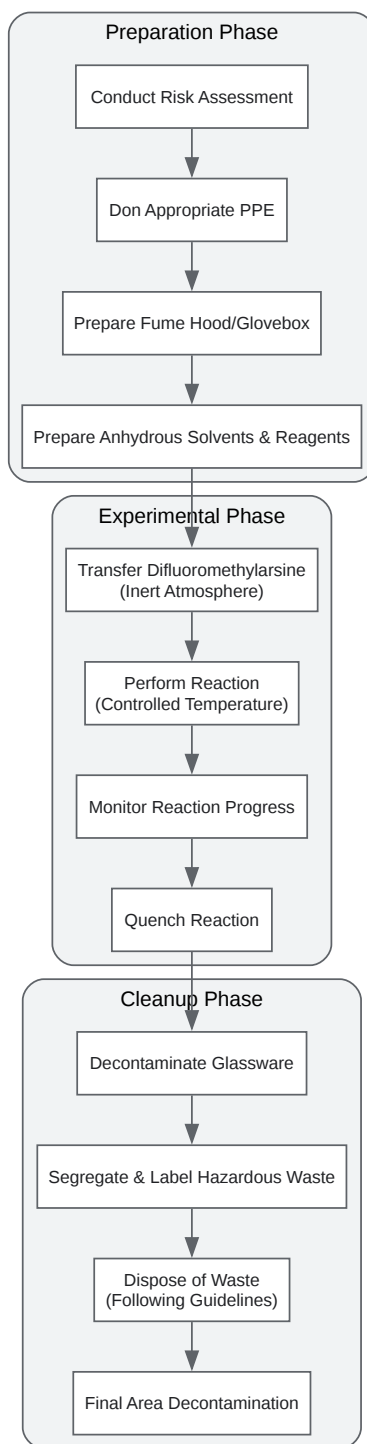 Preparation Phase
Conduct Risk Assessment
Don Appropriate PPE
Prepare Fume Hood/Glovebox
Prepare Anhydrous Solvents & Reagents
Experimental Phase
Transfer Difluoromethylarsine
(Inert Atmosphere)
Perform Reaction
(Controlled Temperature)
Monitor Reaction Progress
Quench Reaction
Cleanup Phase
Decontaminate Glassware
Segregate & Label Hazardous Waste
Dispose of Waste
(Following Guidelines)
Final Area Decontamination